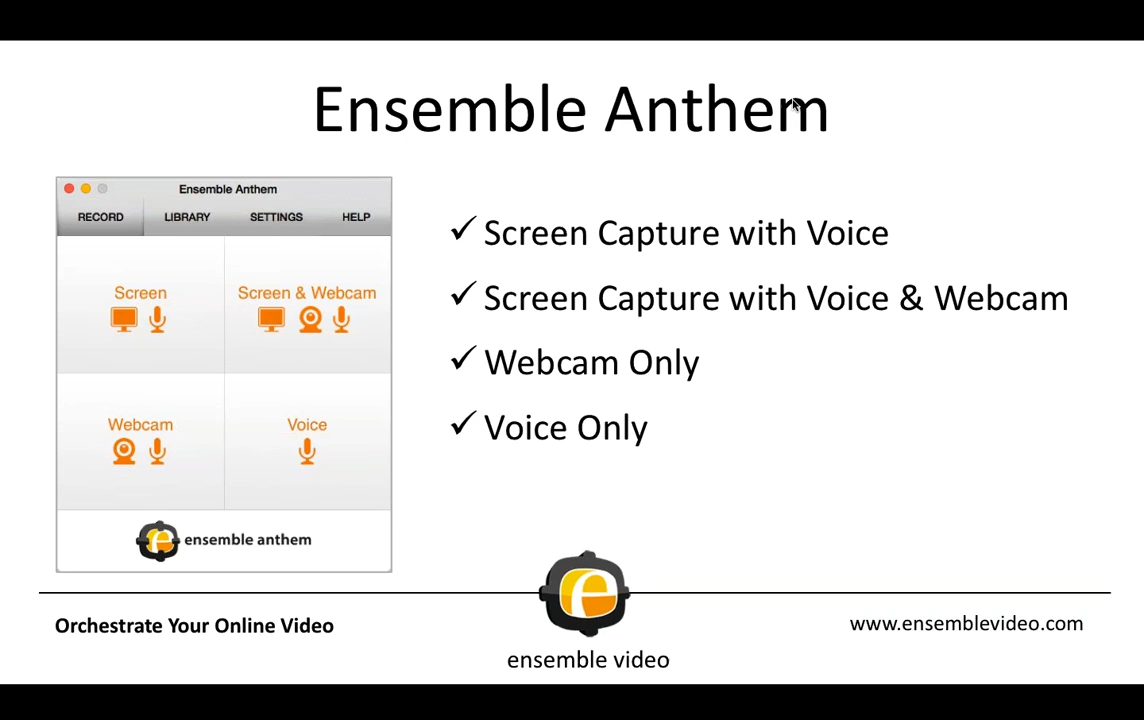 Ensemble Anthem
Ensemble Anthem
RECORD LIBRARY SETTINGS HELP
Screen
Screen & Webcam
Webcam
Voice
ensemble anthem
✓ Screen Capture with Voice
✓ Screen Capture with Voice & Webcam
✓ Webcam Only
✓ Voice Only
Orchestrate Your Online Video
e
ensemble video
www.ensemblevideo.com